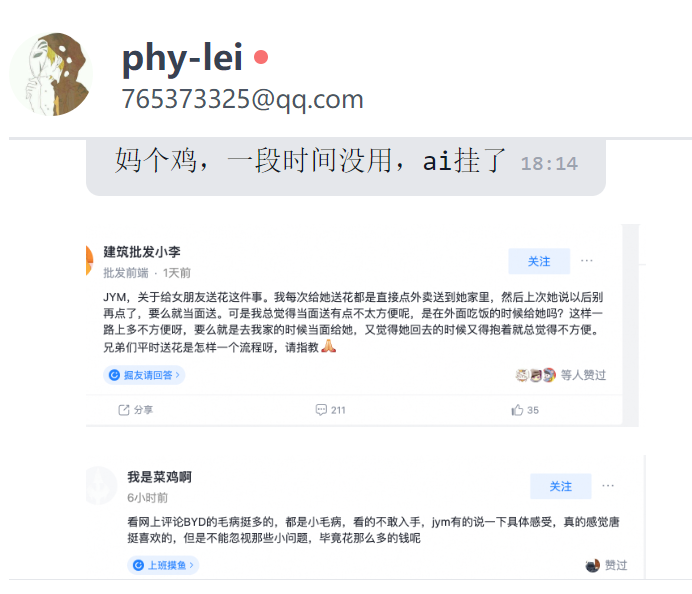 phy-lei
765373325@qq.com
妈个鸡，一段时间没用，ai挂了 18:14
建筑批发小李
批发前端 · 1天前
关注
JYM，关于给女朋友送花这件事。我每次给她送花都是直接点外卖送到她家里，然后上次她说以后别
再点了，要么就当面送。可是我总觉得当面送有点不太方便呢，是在外面吃饭的时候给她吗？这样一
路上多不方便呀，要么就是去我家的时候当面给她，又觉得她回去的时候又得抱着就总觉得不方便。
兄弟们平时送花是怎样一个流程呀，请指教🙏
掘友请回答 >
等人赞过
分享
211
35
我是菜鸡啊
6小时前
关注
看网上评论BYD的毛病挺多的，都是小毛病，看的不敢入手，jym有的说一下具体感受，真的感觉唐
挺喜欢的，但是不能忽视那些小问题，毕竟花那么多的钱呢
上班摸鱼 >
赞过